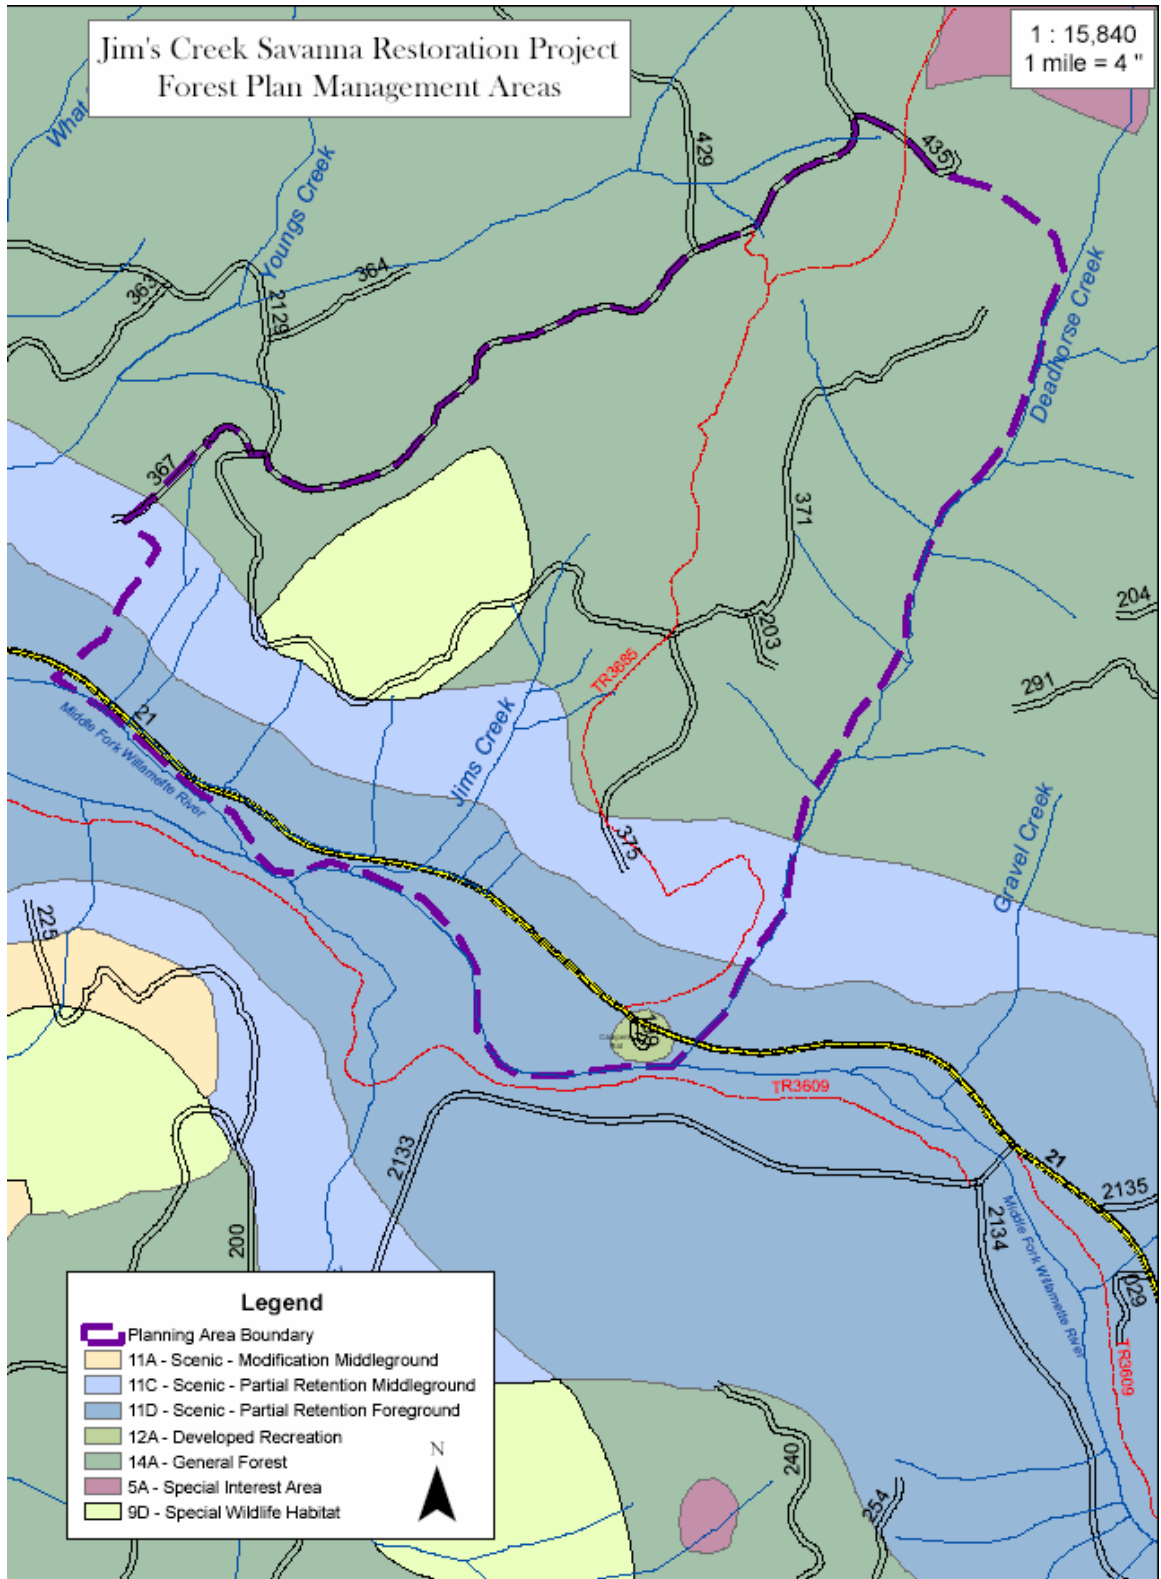 Jim's Creek Savanna Restoration Project
Forest Plan Management Areas
1 : 15,840
1 mile = 4 "
What
Youngs Creek
429
435
363
364
2129
Deadhorse Creek
367
371
204
203
TR3685
291
21
Middle Fork Willamette River
Jims Creek
375
Gravel Creek
225
TR3609
2133
21
2135
200
2134
Middle Fork Willamette River
029
TR3609
240
254
Legend
Planning Area Boundary
11A - Scenic - Modification Middleground
11C - Scenic - Partial Retention Middleground
11D - Scenic - Partial Retention Foreground
12A - Developed Recreation
14A - General Forest
5A - Special Interest Area
9D - Special Wildlife Habitat
N